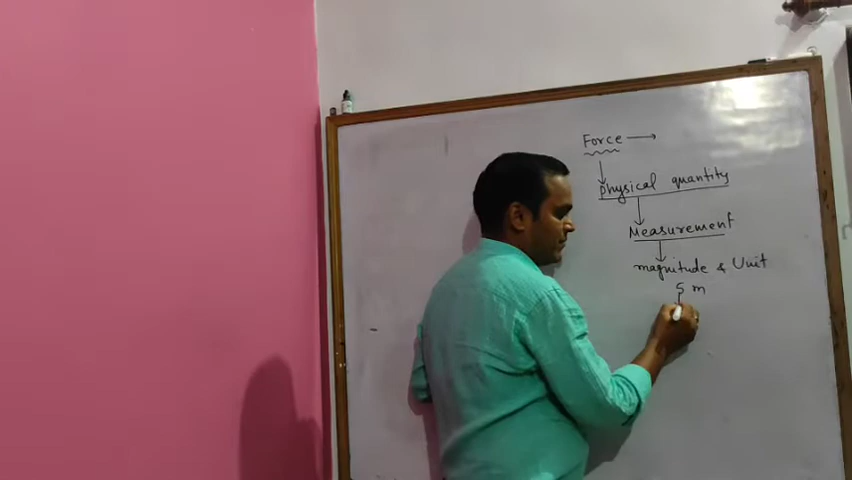 Force →
physical quantity
Measurement
magnitude & Unit
5 m